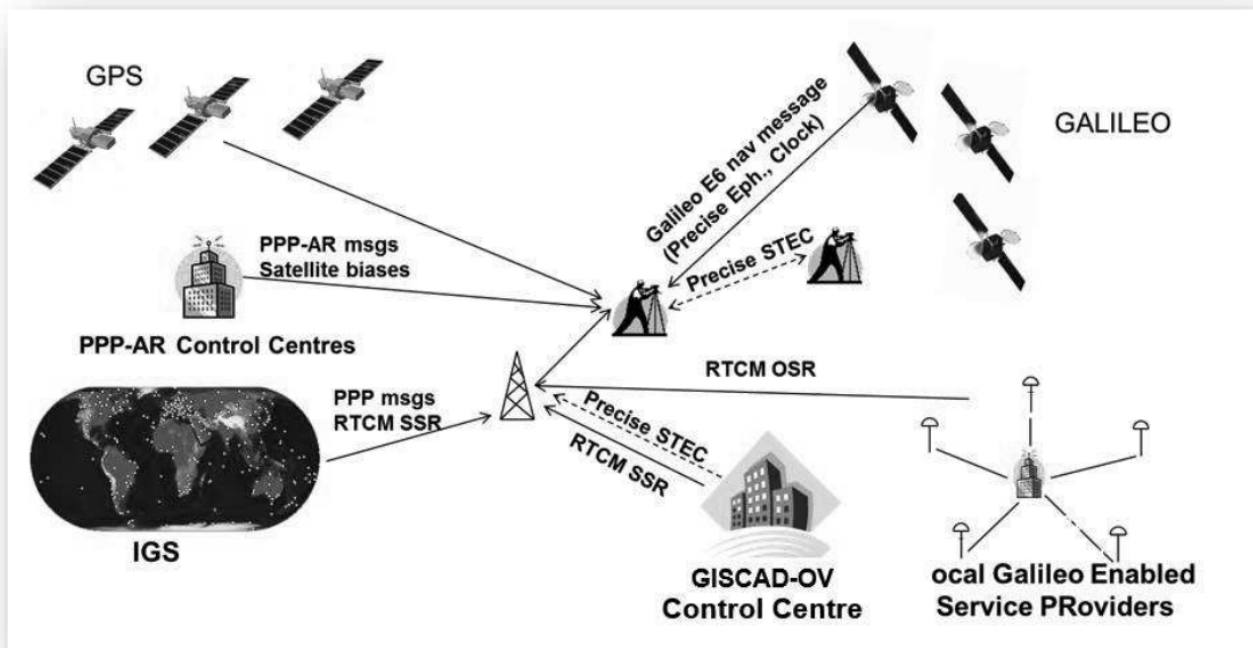 GPS
GALILEO
Galileo E6 nav message
(Precise Eph., Clock)
Precise STEC
PPP-AR msgs
Satellite biases
PPP-AR Control Centres
RTCM OSR
PPP msgs
RTCM SSR
Precise STEC
RTCM SSR
IGS
GISCAD-OV
Control Centre
ocal Galileo Enabled
Service PRoviders